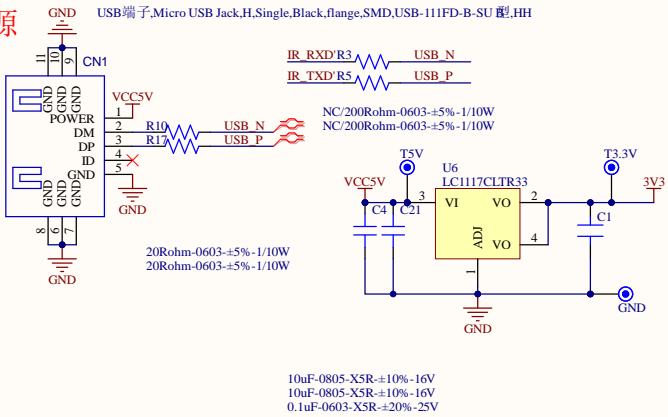 源
USB端子,Micro USB Jack,H,Single,Black,flange,SMD,USB-111FD-B-SU 型,HH
GND
11
10
9
CN1
GND
GND
GND
POWER
DM
DP
ID
GND
1
2
3
4
5
VCC5V
R10
USB_N
R17
USB_P
GND
GND
GND
GND
8
6
7
GND
IR_RXD'R3
USB_N
IR_TXD'R5
USB_P
NC/200Rohm-0603-±5%-1/10W
NC/200Rohm-0603-±5%-1/10W
20Rohm-0603-±5%-1/10W
20Rohm-0603-±5%-1/10W
T5V
U6
LC1117CLTR33
T3.3V
VCC5V
3
VI
VO
2
3V3
C4
C21
C1
ADJ
VO
4
1
GND
GND
10uF-0805-X5R-±10%-16V
10uF-0805-X5R-±10%-16V
0.1uF-0603-X5R-±20%-25V